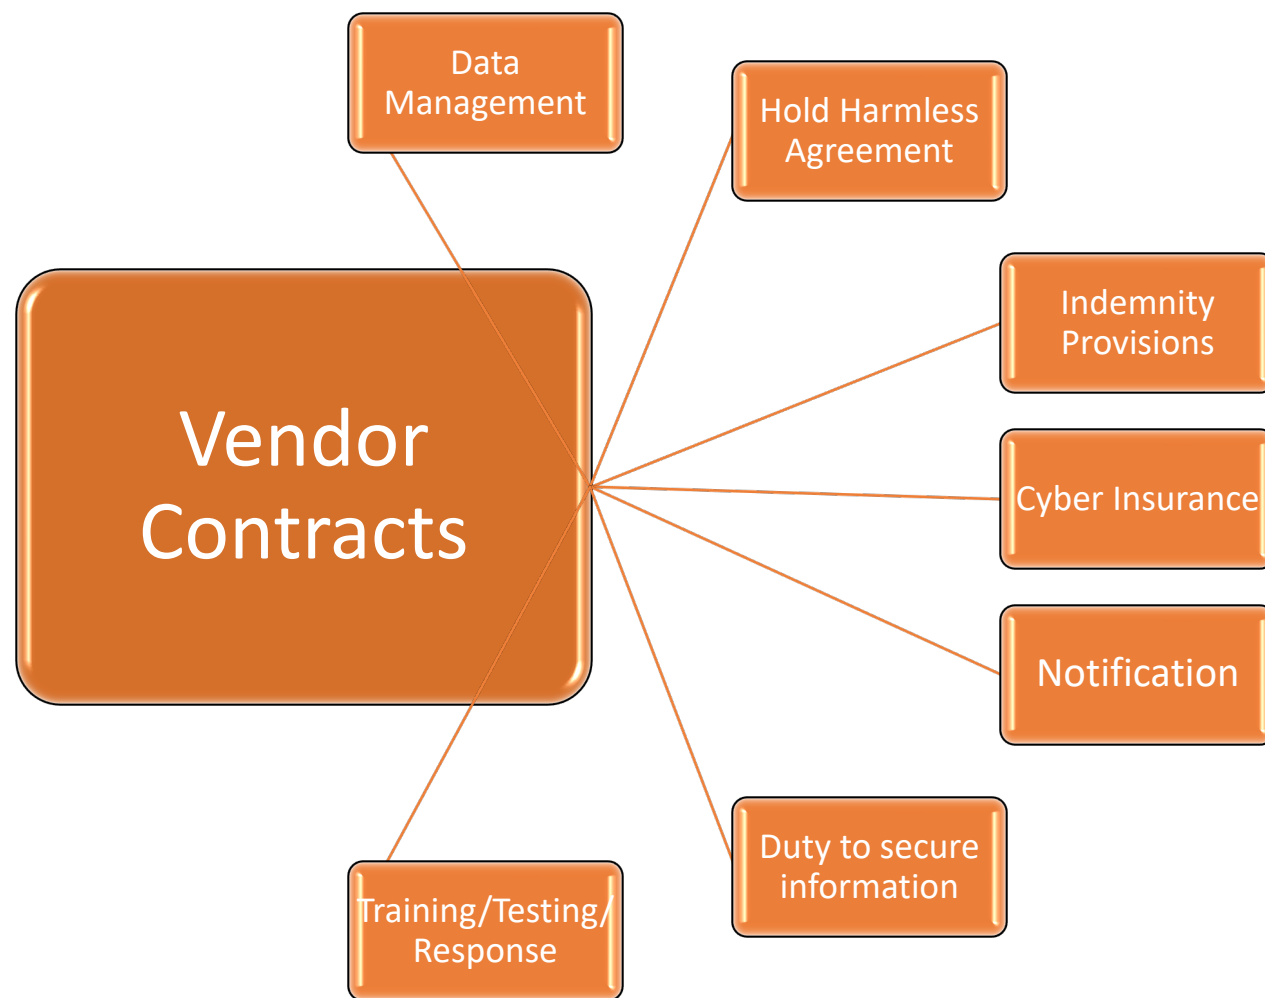 Data
Management
Hold Harmless
Agreement
Indemnity
Provisions
Vendor
Contracts
Cyber Insurance
Notification
Duty to secure
information
Training/Testing/
Response